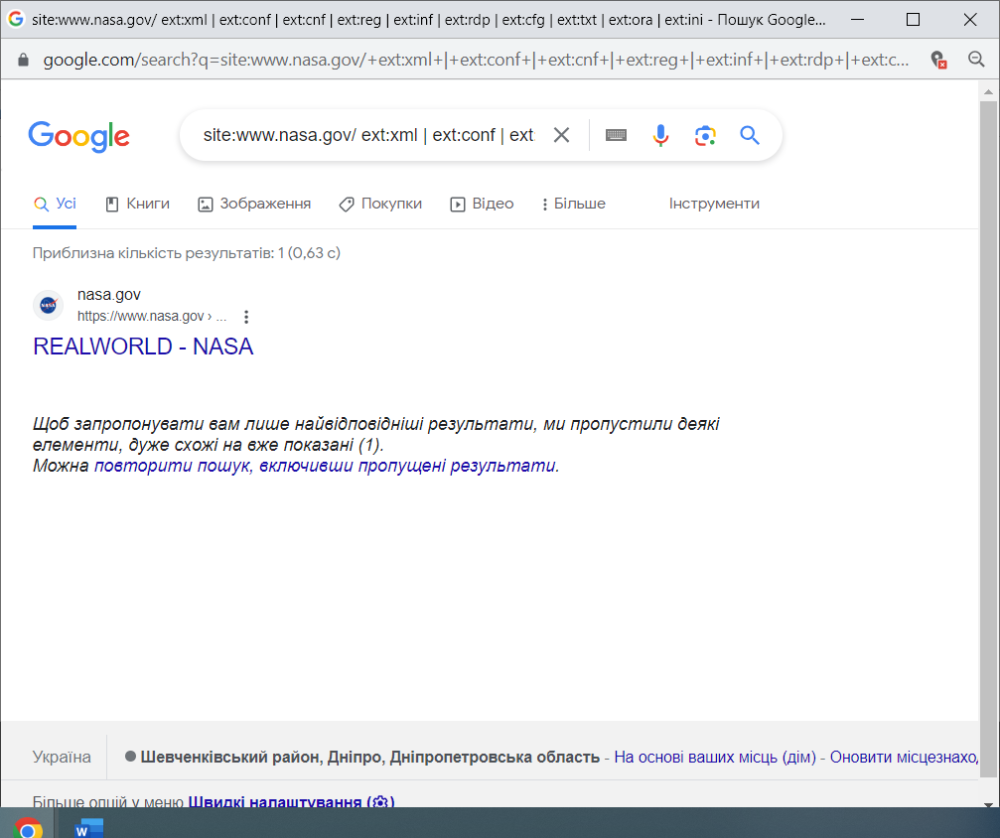 site:www.nasa.gov/ ext:xml | ext:conf | ext:cnf | ext:reg | ext:inf | ext:rdp | ext:cfg | ext:txt | ext:ora | ext:ini - Пошук Google...
google.com/search?q=site:www.nasa.gov/+ext:xml+|+ext:conf+|+ext:cnf+|+ext:reg+|+ext:inf+|+ext:rdp+|+ext:c...
Google
site:www.nasa.gov/ ext:xml | ext:conf | ext:
Усі Книги Зображення Покупки Відео Більше Інструменти
Приблизна кількість результатів: 1 (0,63 с)
nasa.gov
https://www.nasa.gov › ...
REALWORLD - NASA
Щоб запропонувати вам лише найвідповідніші результати, ми пропустили деякі
елементи, дуже схожі на вже показані (1).
Можна повторити пошук, включивши пропущені результати.
Україна Шевченківський район, Дніпро, Дніпропетровська область - На основі ваших місць (дім) - Оновити місцезнаход
Більше опцій у меню Швидкі налаштування ( )